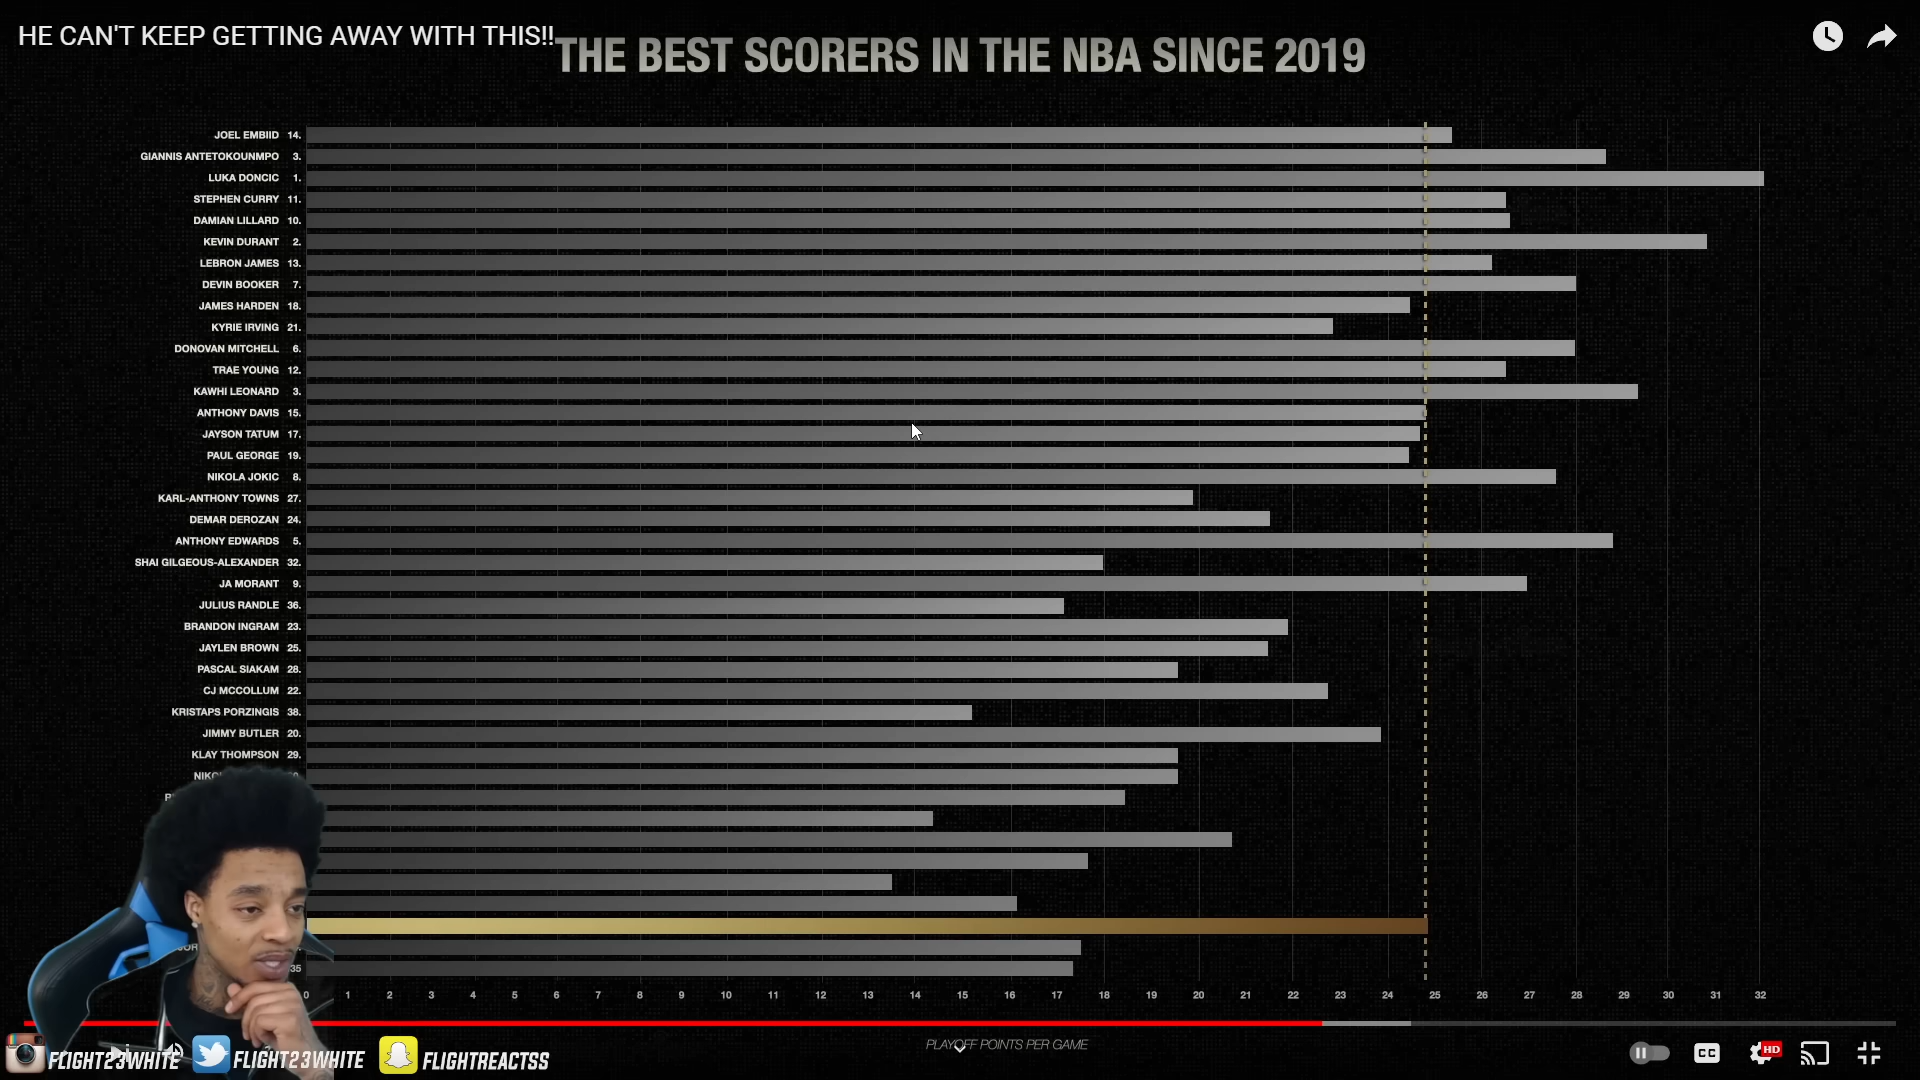 HE CAN'T KEEP GETTING AWAY WITH THIS!!
THE BEST SCORERS IN THE NBA SINCE 2019
JOEL EMBIID 14.
GIANNIS ANTETOKOUNMPO 3.
LUKA DONCIC 1.
STEPHEN CURRY 11.
DAMIAN LILLARD 10.
KEVIN DURANT 2.
LEBRON JAMES 13.
DEVIN BOOKER 7.
JAMES HARDEN 18.
KYRIE IRVING 21.
DONOVAN MITCHELL 6.
TRAE YOUNG 12.
KAWHI LEONARD 3.
ANTHONY DAVIS 15.
JAYSON TATUM 17.
PAUL GEORGE 19.
NIKOLA JOKIC 8.
KARL-ANTHONY TOWNS 27.
DEMAR DEROZAN 24.
ANTHONY EDWARDS 5.
SHAI GILGEOUS-ALEXANDER 32.
JA MORANT 9.
JULIUS RANDLE 36.
BRANDON INGRAM 23.
JAYLEN BROWN 25.
PASCAL SIAKAM 28.
CJ MCCOLLUM 22.
KRISTAPS PORZINGIS 38.
JIMMY BUTLER 20.
KLAY THOMPSON 29.
35
0 1 2 3 4 5 6 7 8 9 10 11 12 13 14 15 16 17 18 19 20 21 22 23 24 25 26 27 28 29 30 31 32
PLAYOFF POINTS PER GAME
FLIGHT23WHITE FLIGHT23WHITE FLIGHTREACTSS
CC HD